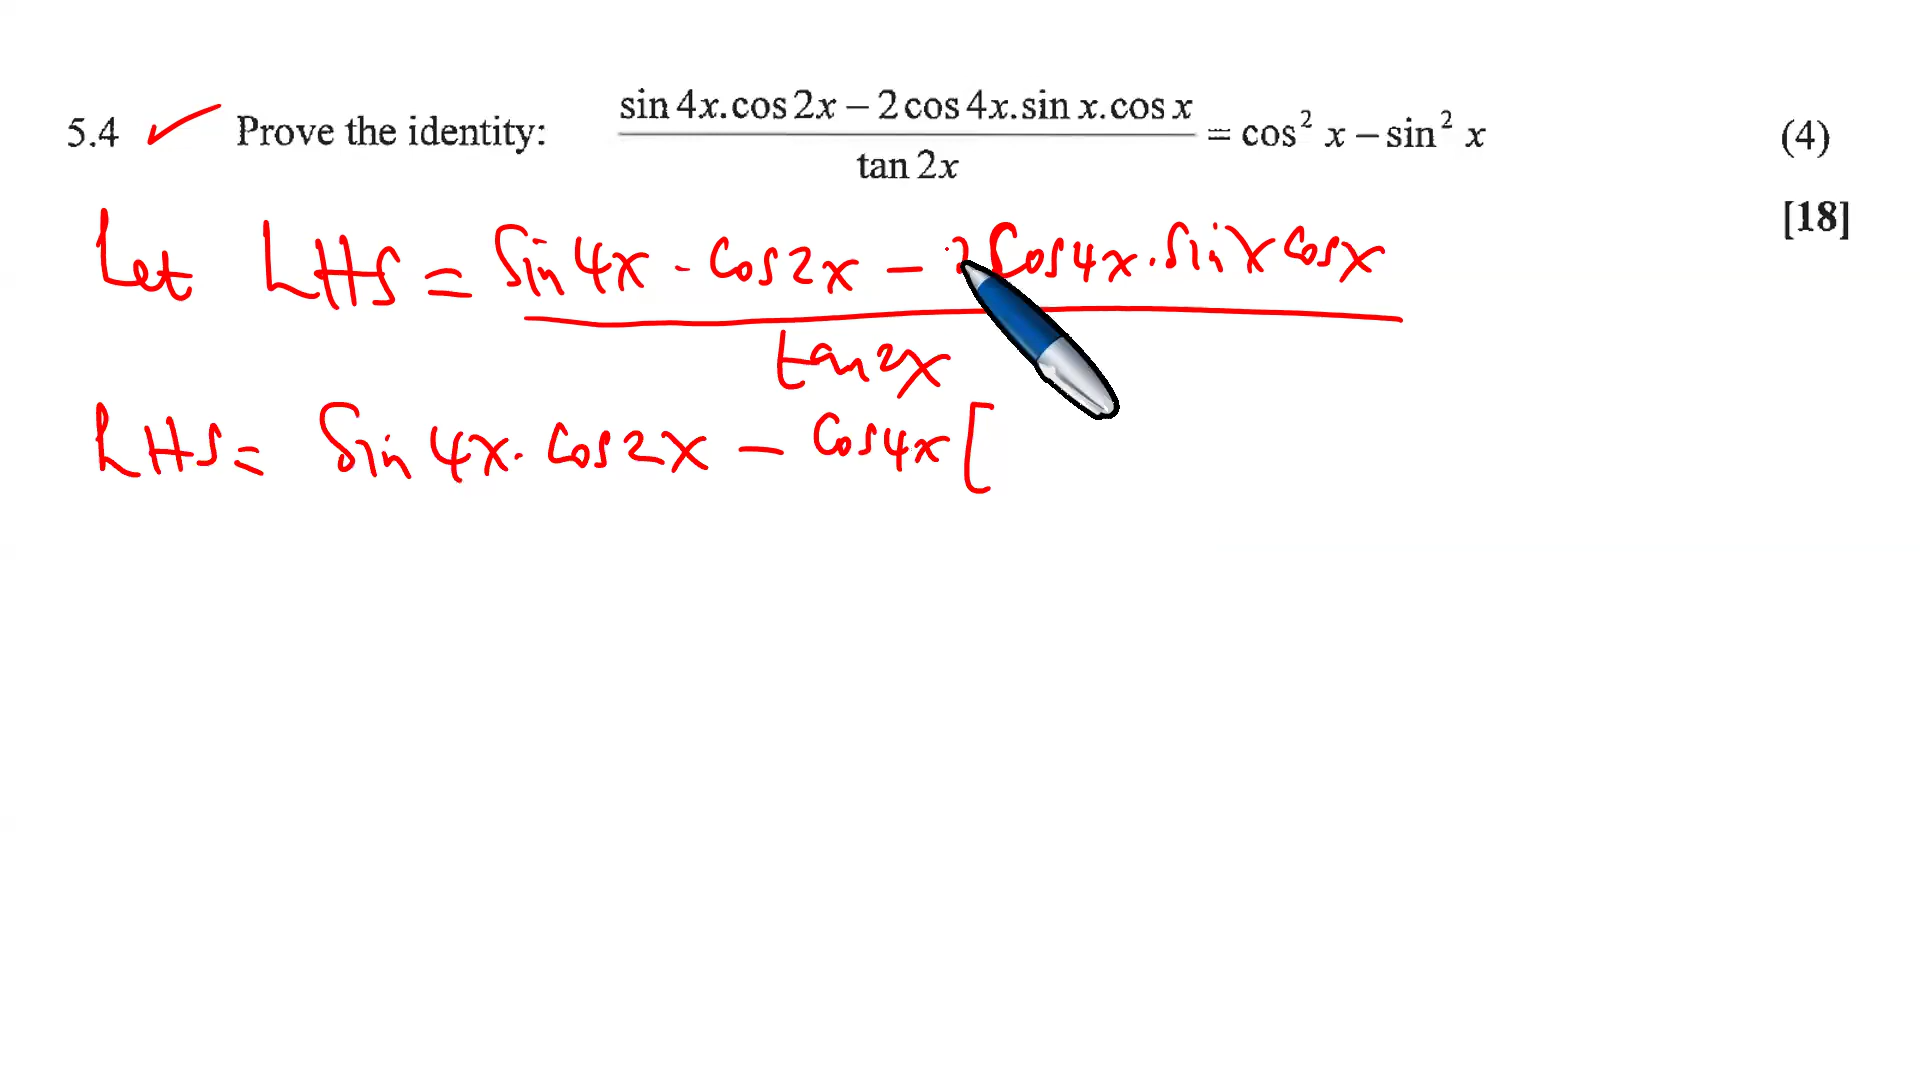 5.4 Prove the identity: (sin 4x.cos 2x − 2 cos 4x.sin x.cos x)/(tan 2x) = cos² x − sin² x (4)
[18]
Let LHS = sin 4x . cos 2x − 2 cos 4x . sin x cos x
tan 2x
LHS = sin 4x . cos 2x − cos 4x [